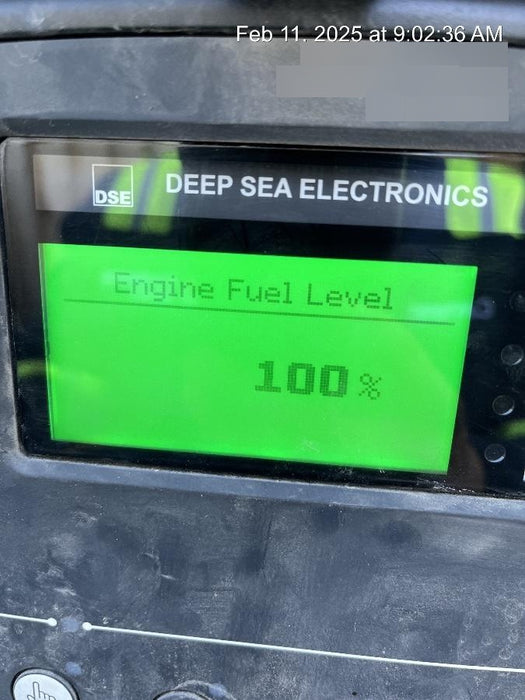 Feb 11, 2025 at 9:02:36 AM
DSE DEEP SEA ELECTRONICS
Engine Fuel Level
100 %